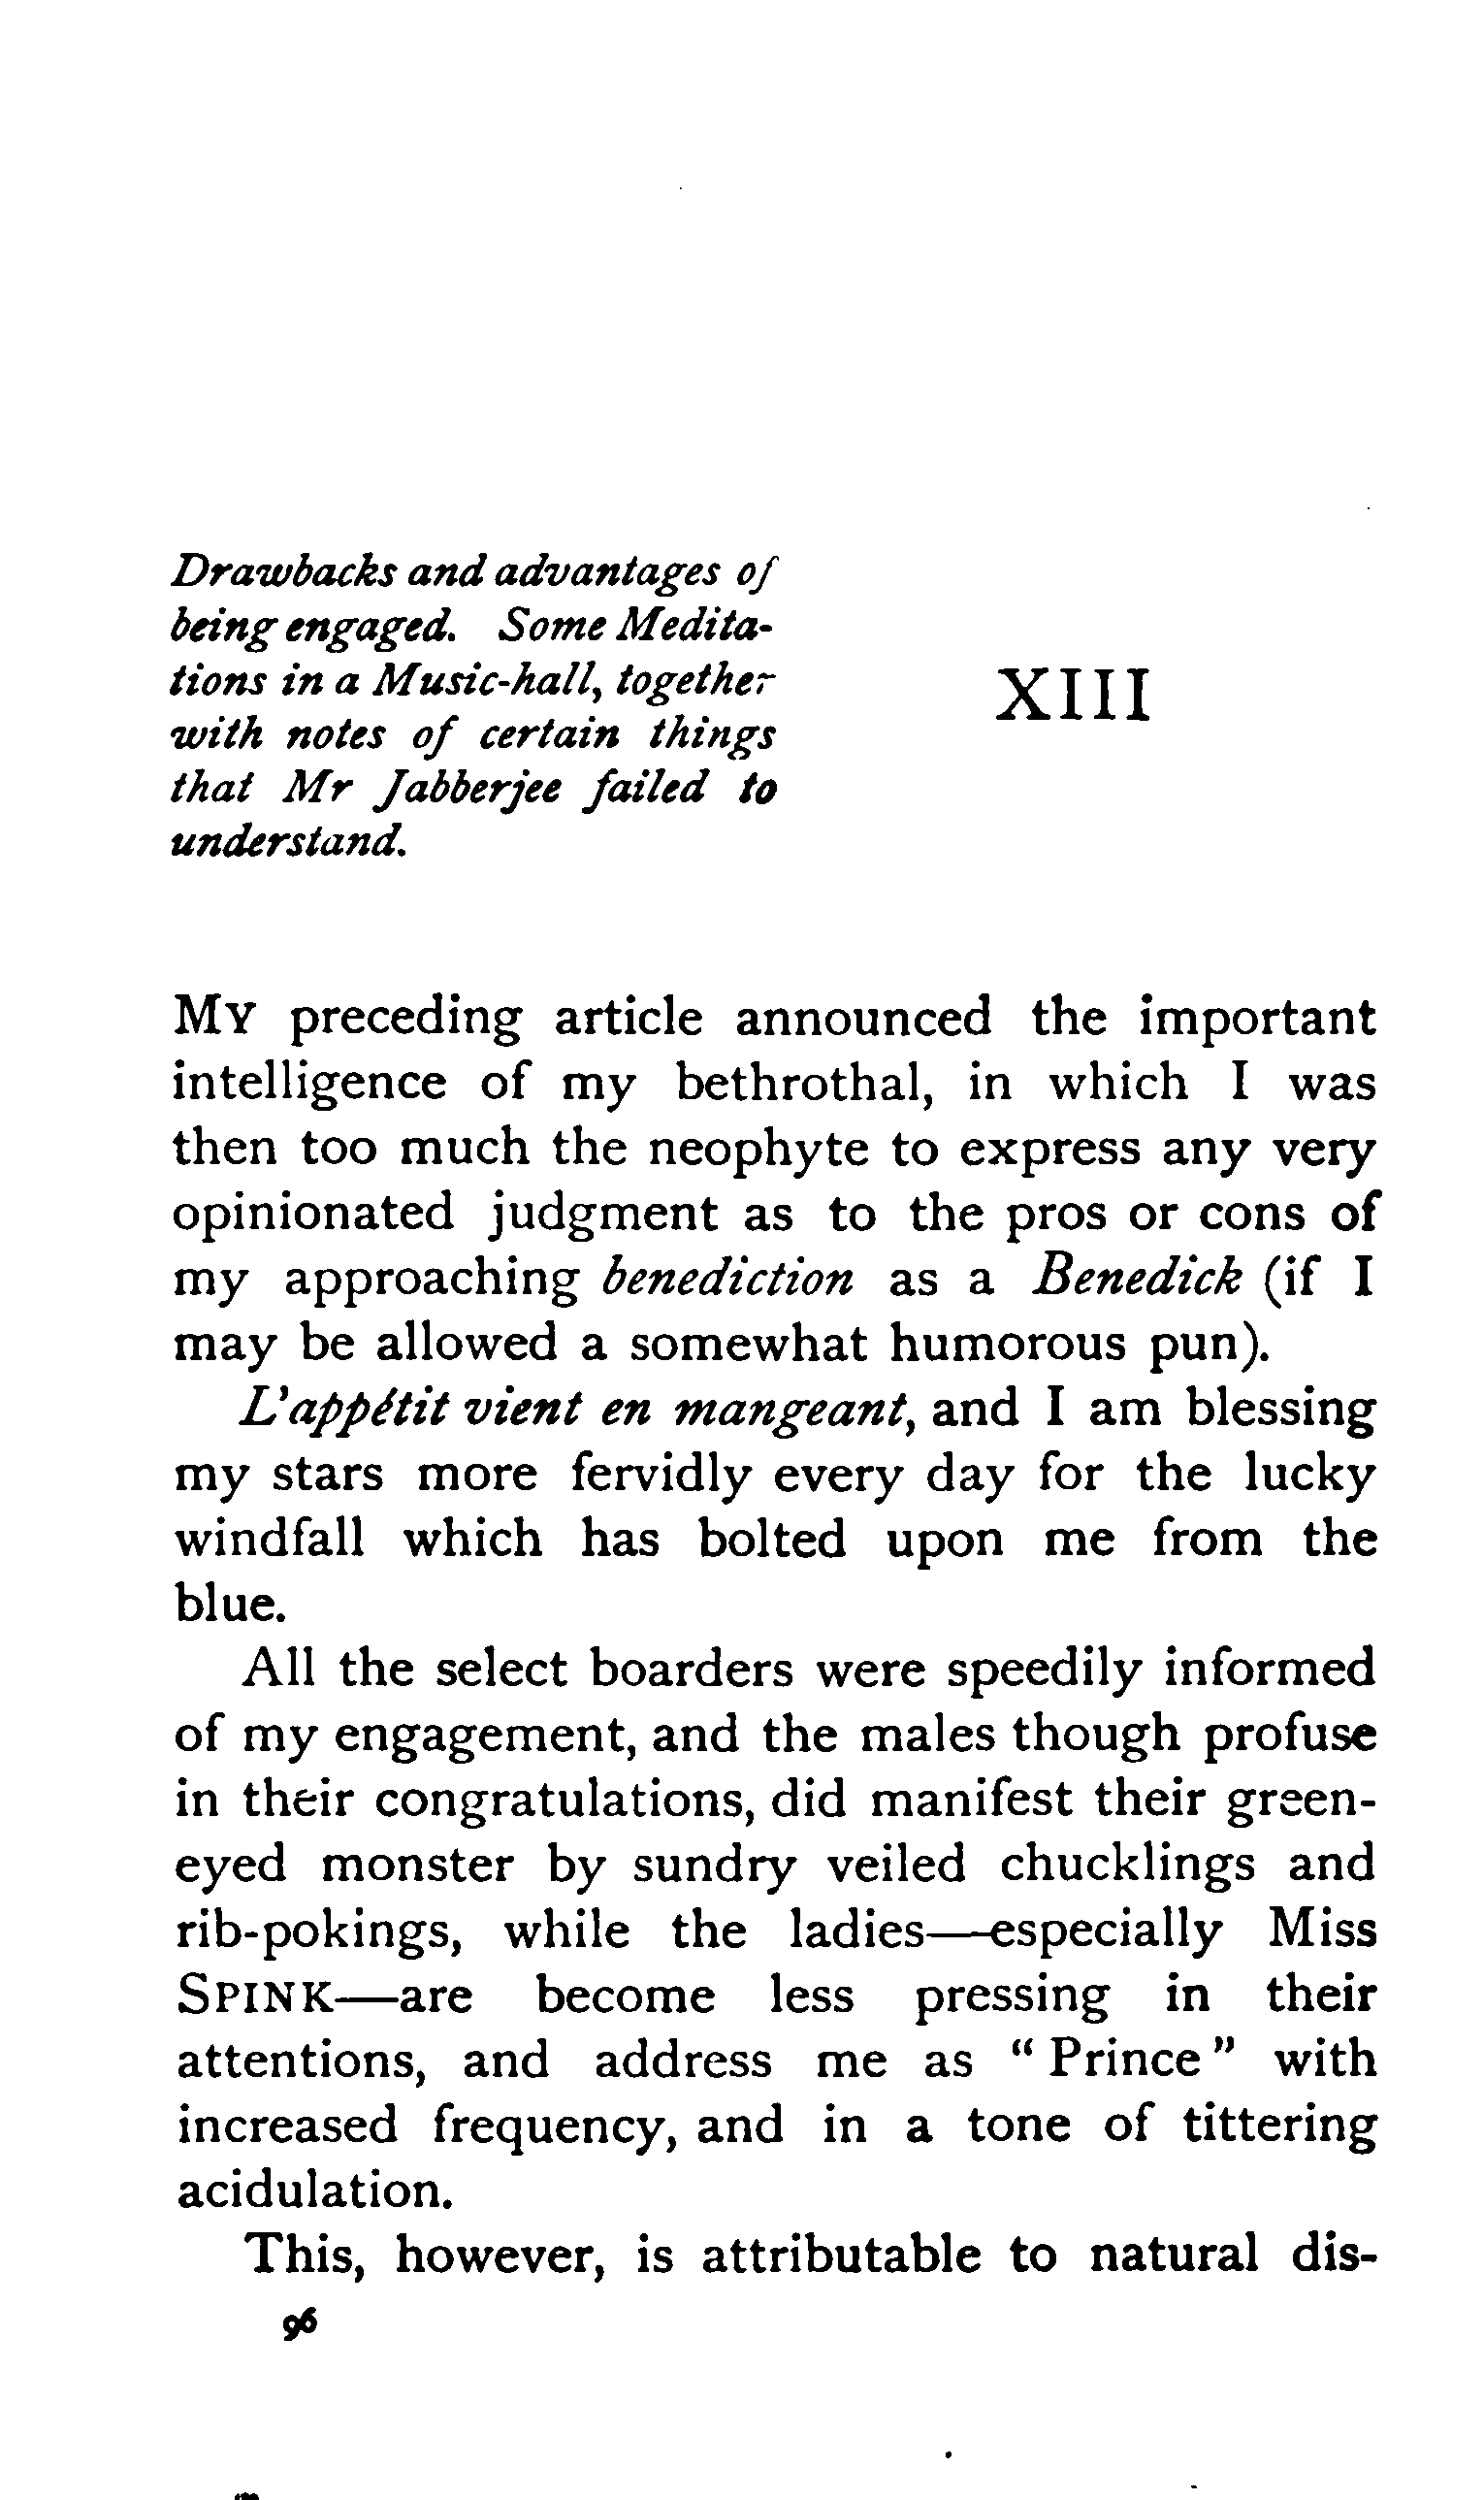 Drawbacks and advantages of
being engaged. Some Medita-
tions in a Music-hall, together
with notes of certain things
that Mr Jabberjee failed to
understand.
XIII
MY preceding article announced the important
intelligence of my bethrothal, in which I was
then too much the neophyte to express any very
opinionated judgment as to the pros or cons of
my approaching benediction as a Benedick (if I
may be allowed a somewhat humorous pun).
L'appétit vient en mangeant, and I am blessing
my stars more fervidly every day for the lucky
windfall which has bolted upon me from the
blue.
All the select boarders were speedily informed
of my engagement, and the males though profuse
in their congratulations, did manifest their green-
eyed monster by sundry veiled chucklings and
rib-pokings, while the ladies—especially Miss
SPINK—are become less pressing in their
attentions, and address me as "Prince" with
increased frequency, and in a tone of tittering
acidulation.
This, however, is attributable to natural dis-
96